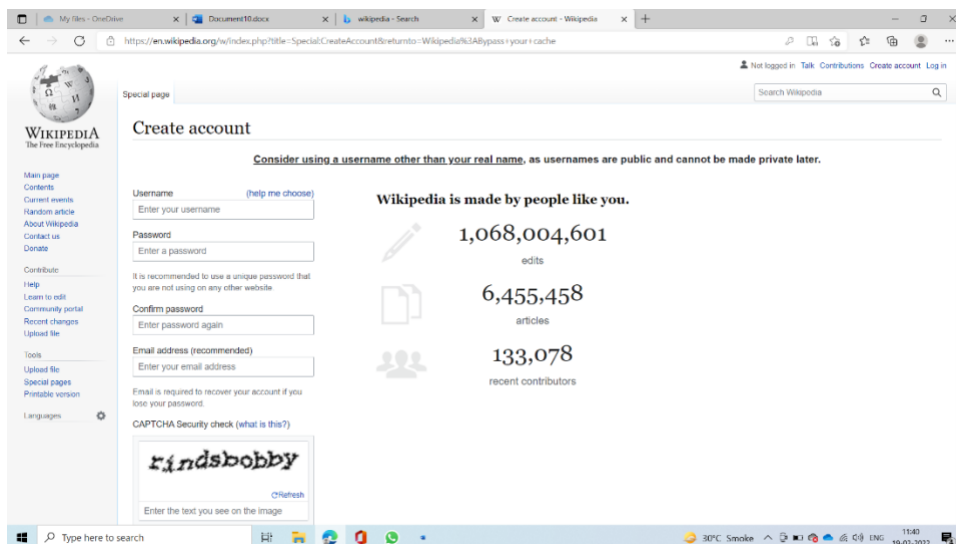 My files - OneDrive
Document10.docx
wikipedia - Search
Create account - Wikipedia
https://en.wikipedia.org/w/index.php?title=Special:CreateAccount&returnto=Wikipedia%3ABypass+your+cache
Not logged in Talk Contributions Create account Log in
Special page
Search Wikipedia
WIKIPEDIA
The Free Encyclopedia
Main page
Contents
Current events
Random article
About Wikipedia
Contact us
Donate
Contribute
Help
Learn to edit
Community portal
Recent changes
Upload file
Tools
Upload file
Special pages
Printable version
Languages
Create account
Consider using a username other than your real name, as usernames are public and cannot be made private later.
Username (help me choose)
Enter your username
Password
Enter a password
It is recommended to use a unique password that
you are not using on any other website.
Confirm password
Enter password again
Email address (recommended)
Enter your email address
Email is required to recover your account if you
lose your password.
CAPTCHA Security check (what is this?)
rindsbobby
Refresh
Enter the text you see on the image
Wikipedia is made by people like you.
1,068,004,601
edits
6,455,458
articles
133,078
recent contributors
Type here to search
30°C Smoke
ENG
11:40
19-02-2022